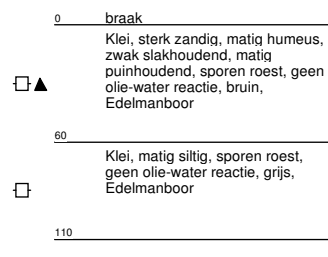 0 braak
Klei, sterk zandig, matig humeus,
zwak slakhoudend, matig
puinhoudend, sporen roest, geen
olie-water reactie, bruin,
Edelmanboor
60
Klei, matig siltig, sporen roest,
geen olie-water reactie, grijs,
Edelmanboor
110